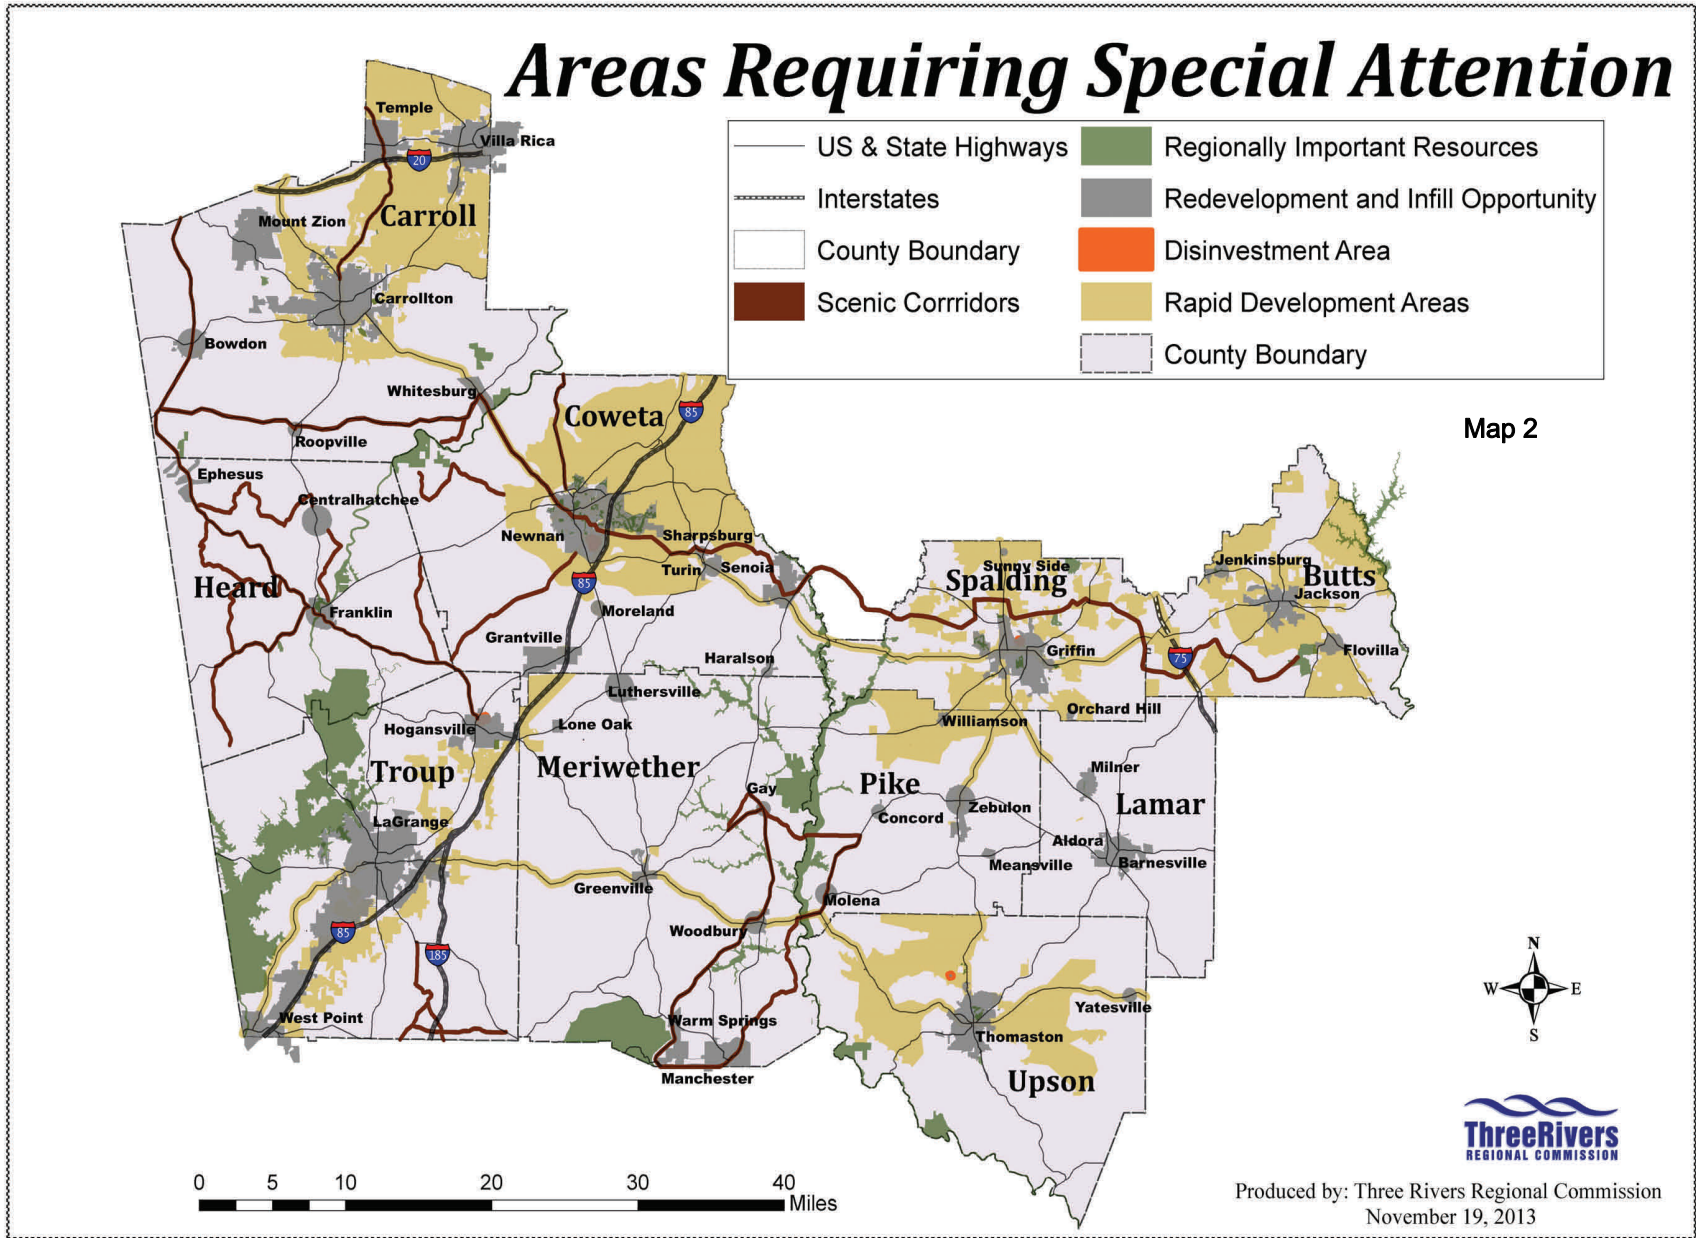 Areas Requiring Special Attention
US & State Highways
Interstates
County Boundary
Scenic Corrridors
Regionally Important Resources
Redevelopment and Infill Opportunity
Disinvestment Area
Rapid Development Areas
County Boundary
Map 2
Temple
Villa Rica
20
Carroll
Mount Zion
Carrollton
Bowdon
Whitesburg
Roopville
Coweta
85
Ephesus
Centralhatchee
Newnan
Sharpsburg
Turin
Senoia
85
Moreland
Heard
Franklin
Grantville
Haralson
Sunny Side
Spalding
Griffin
Orchard Hill
75
Jenkinsburg
Butts
Jackson
Flovilla
Luthersville
Lone Oak
Hogansville
Troup
Meriwether
LaGrange
Gay
Greenville
Woodbury
85
185
West Point
Warm Springs
Manchester
Williamson
Pike
Concord
Zebulon
Meansville
Molena
Milner
Lamar
Aldora
Barnesville
Yatesville
Thomaston
Upson
N
W
E
S
ThreeRivers
REGIONAL COMMISSION
0 5 10 20 30 40
Miles
Produced by: Three Rivers Regional Commission
November 19, 2013